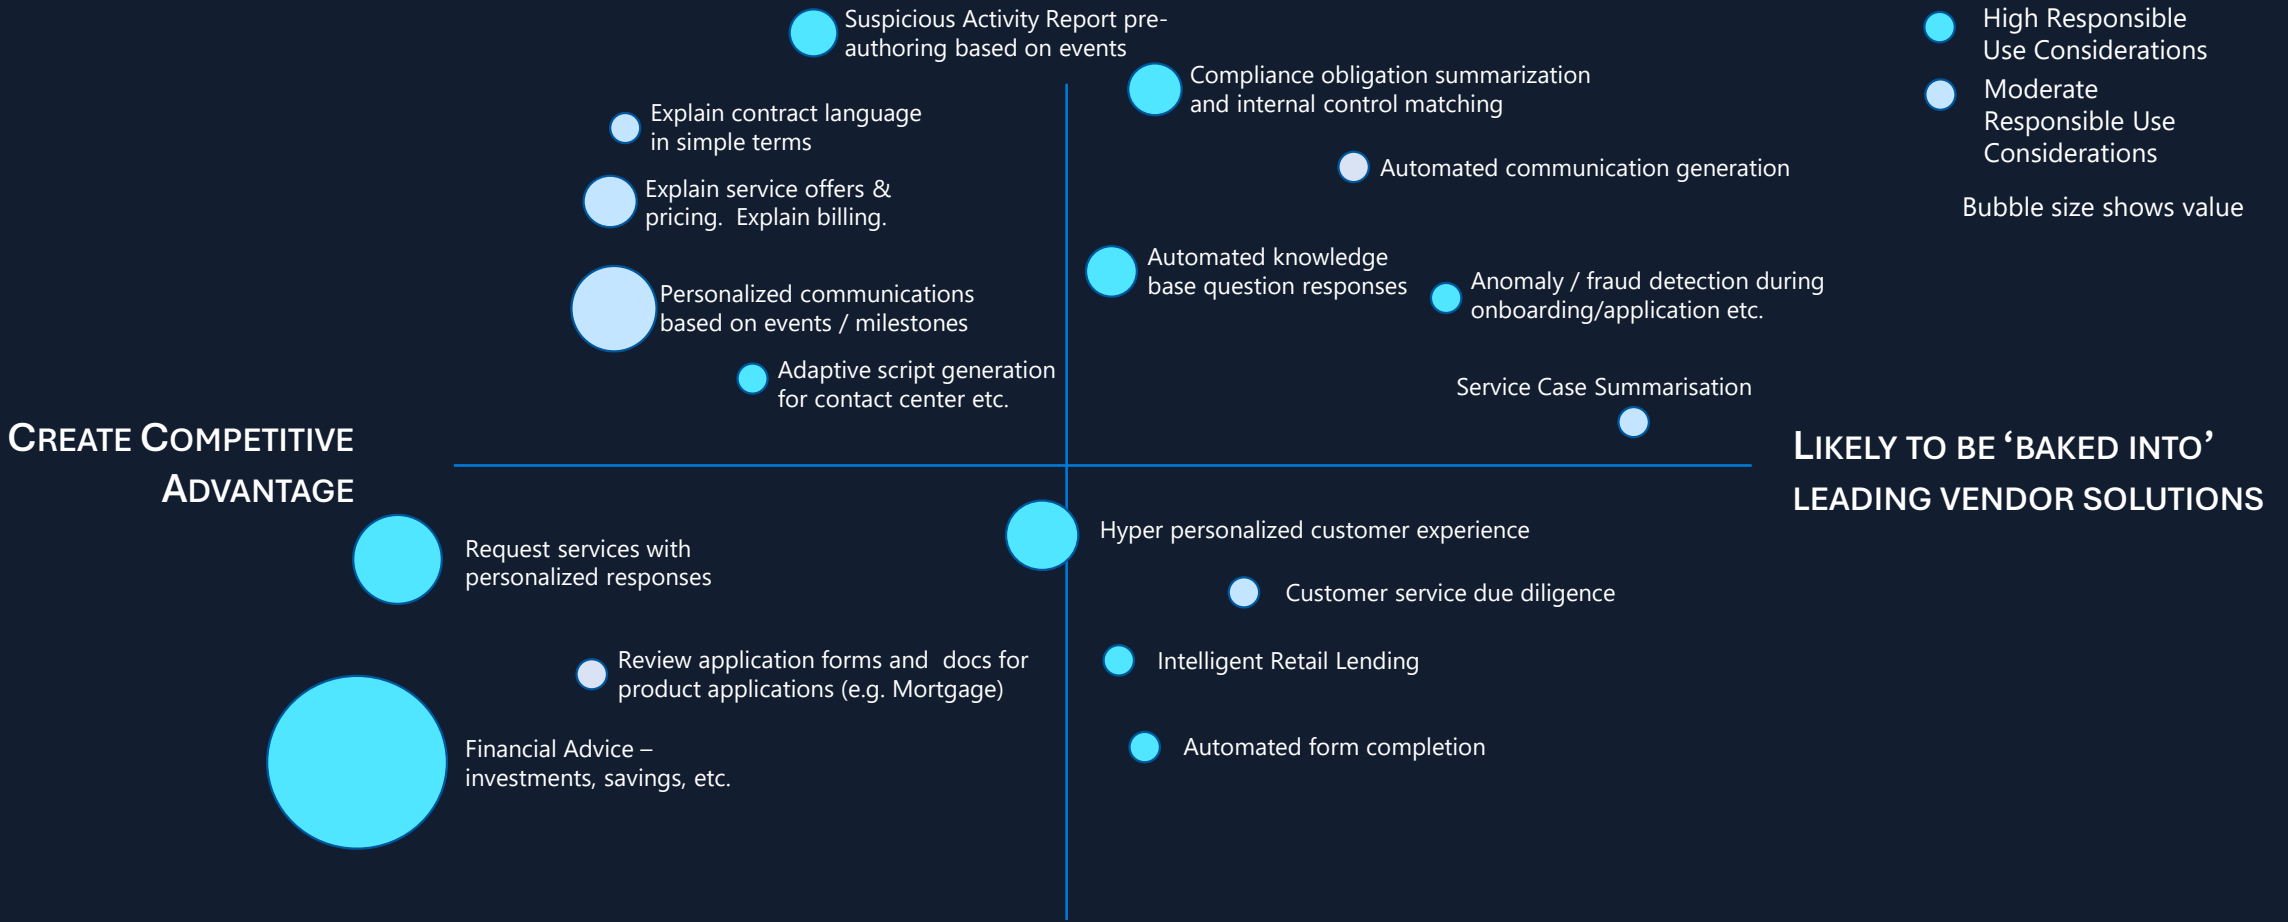 Suspicious Activity Report pre-
authoring based on events
High Responsible
Use Considerations
Compliance obligation summarization
and internal control matching
Moderate
Responsible Use
Considerations
Explain contract language
in simple terms
Automated communication generation
Explain service offers &
pricing.  Explain billing.
Bubble size shows value
Automated knowledge
base question responses
Anomaly / fraud detection during
onboarding/application etc.
Personalized communications
based on events / milestones
Adaptive script generation
for contact center etc.
Service Case Summarisation
CREATE COMPETITIVE
ADVANTAGE
LIKELY TO BE ‘BAKED INTO’
LEADING VENDOR SOLUTIONS
Request services with
personalized responses
Hyper personalized customer experience
Customer service due diligence
Review application forms and  docs for
product applications (e.g. Mortgage)
Intelligent Retail Lending
Financial Advice –
investments, savings, etc.
Automated form completion